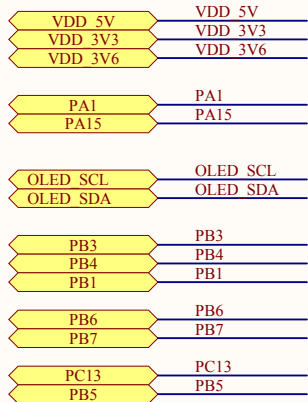 VDD_5V VDD_5V
VDD_3V3 VDD_3V3
VDD_3V6 VDD_3V6
PA1 PA1
PA15 PA15
OLED_SCL OLED_SCL
OLED_SDA OLED_SDA
PB3 PB3
PB4 PB4
PB1 PB1
PB6 PB6
PB7 PB7
PC13 PC13
PB5 PB5